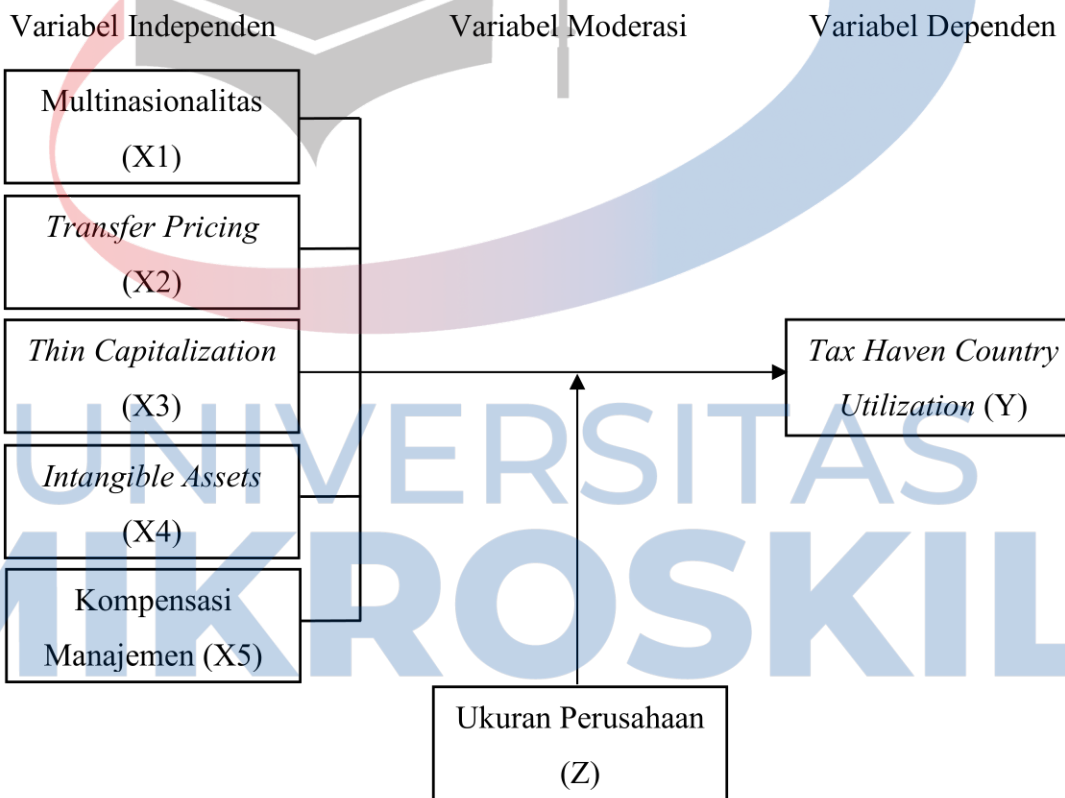 Variabel Independen
Variabel Moderasi
Variabel Dependen
Multinasionalitas
(X1)
Transfer Pricing
(X2)
Thin Capitalization
(X3)
Intangible Assets
(X4)
Kompensasi
Manajemen (X5)
Ukuran Perusahaan
(Z)
Tax Haven Country
Utilization (Y)
UNIVERSITAS
MIKROSKIL